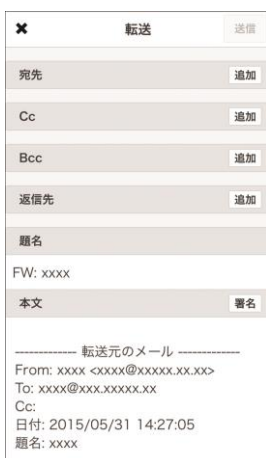 ✖ 転送 送信
宛先 追加
Cc 追加
Bcc 追加
返信先 追加
題名
FW: xxxx
本文 署名
------------- 転送元のメール -------------
From: xxxx <xxxx@xxxxx.xx.xx>
To: xxxx@xxx.xxxxx.xx
Cc:
日付: 2015/05/31 14:27:05
題名: xxxx